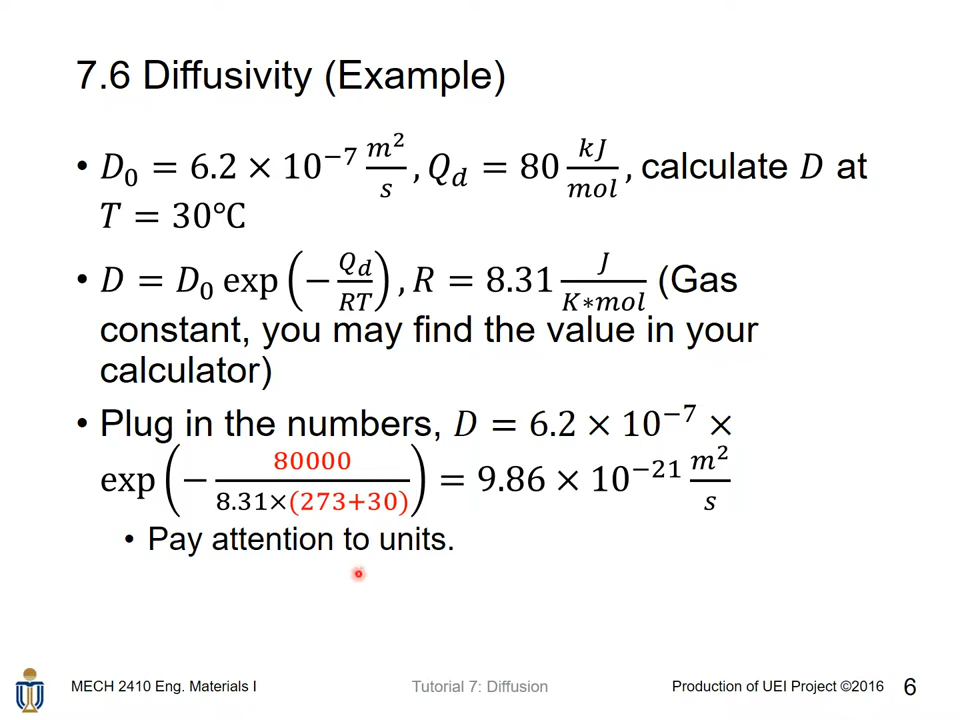 7.6 Diffusivity (Example)
• D₀ = 6.2 × 10⁻⁷ m²/s, Q_d = 80 kJ/mol, calculate D at
T = 30℃
• D = D₀ exp(−Q_d/RT), R = 8.31 J/K∗mol (Gas
constant, you may find the value in your
calculator)
• Plug in the numbers, D = 6.2 × 10⁻⁷ ×
exp(−80000/8.31×(273+30)) = 9.86 × 10⁻²¹ m²/s
• Pay attention to units.
MECH 2410 Eng. Materials I Tutorial 7: Diffusion Production of UEI Project ©2016 6